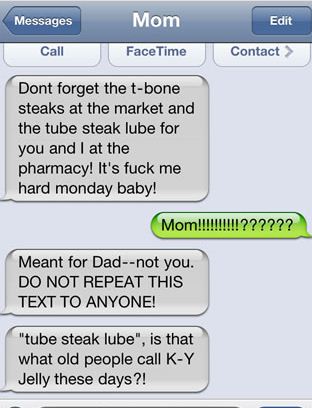 Messages Mom Edit
Call FaceTime Contact
Dont forget the t-bone
steaks at the market and
the tube steak lube for
you and I at the
pharmacy! It's fuck me
hard monday baby!
Mom!!!!!!!!!!??????
Meant for Dad--not you.
DO NOT REPEAT THIS
TEXT TO ANYONE!
"tube steak lube", is that
what old people call K-Y
Jelly these days?!